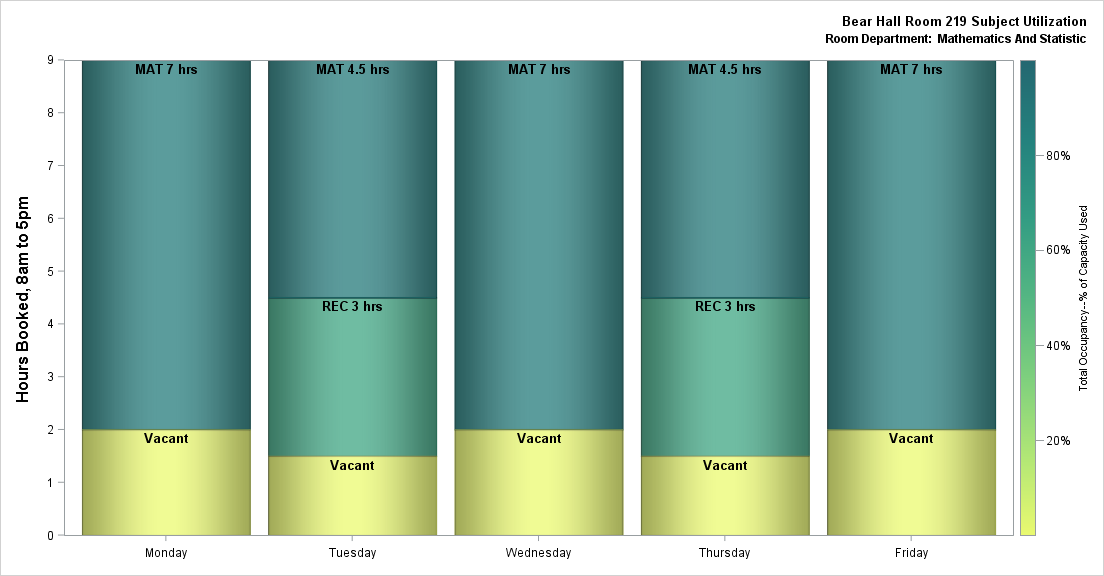 Bear Hall Room 219 Subject Utilization
Room Department: Mathematics And Statistic
Hours Booked, 8am to 5pm
9
8
7
6
5
4
3
2
1
0
MAT 7 hrs
Vacant
MAT 4.5 hrs
REC 3 hrs
Vacant
MAT 7 hrs
Vacant
MAT 4.5 hrs
REC 3 hrs
Vacant
MAT 7 hrs
Vacant
Monday
Tuesday
Wednesday
Thursday
Friday
80%
60%
40%
20%
Total Occupancy--% of Capacity Used